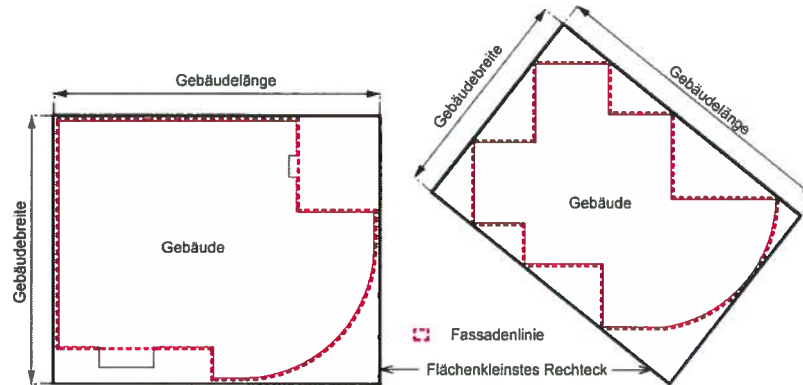 Gebäudelänge
Gebäudebreite
Gebäude
Gebäudebreite
Gebäudelänge
Gebäude
Fassadenlinie
Flächenkleinstes Rechteck